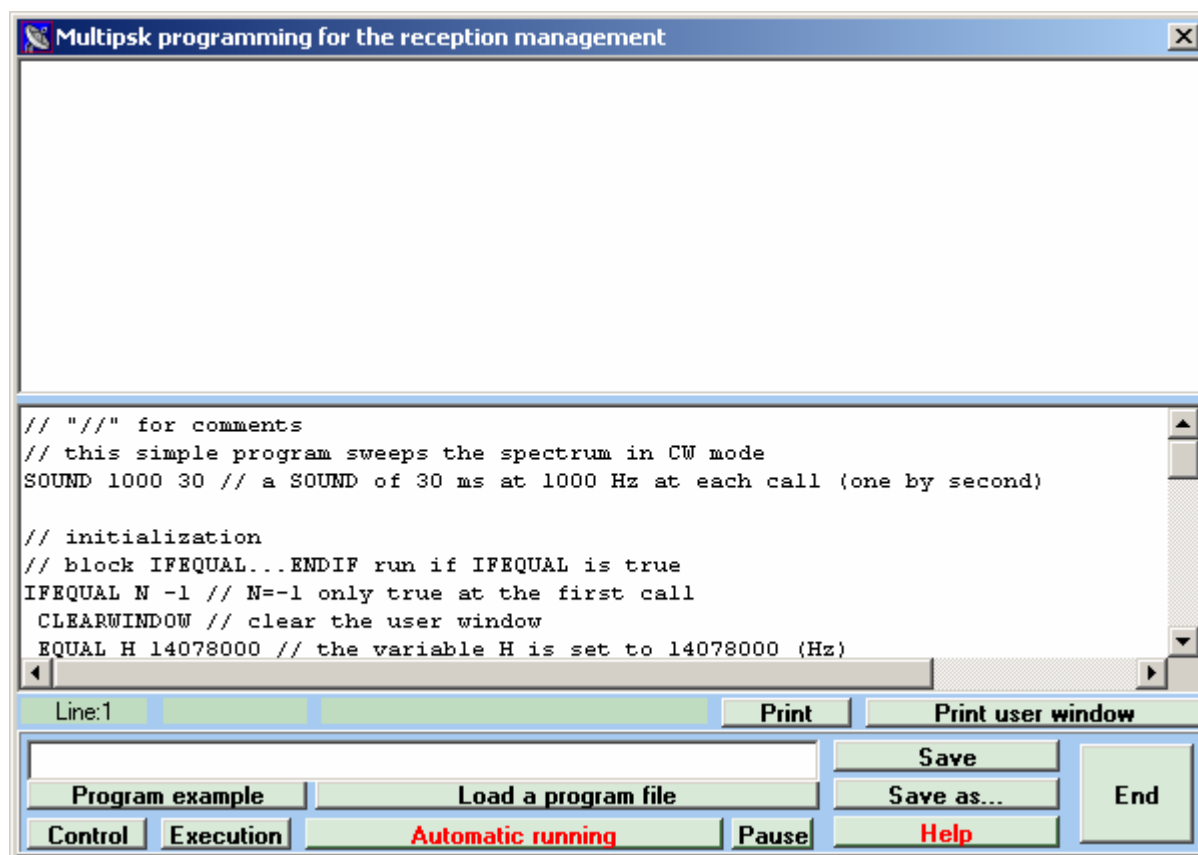 Multipsk programming for the reception management
// "//" for comments
// this simple program sweeps the spectrum in CW mode
SOUND 1000 30 // a SOUND of 30 ms at 1000 Hz at each call (one by second)
// initialization
// block IFEQUAL...ENDIF run if IFEQUAL is true
IFEQUAL N -1 // N=-1 only true at the first call
CLEARWINDOW // clear the user window
EQUAL H 14078000 // the variable H is set to 14078000 (Hz)
Line:1 Print Print user window
Save
Program example Load a program file Save as... End
Control Execution Automatic running Pause Help